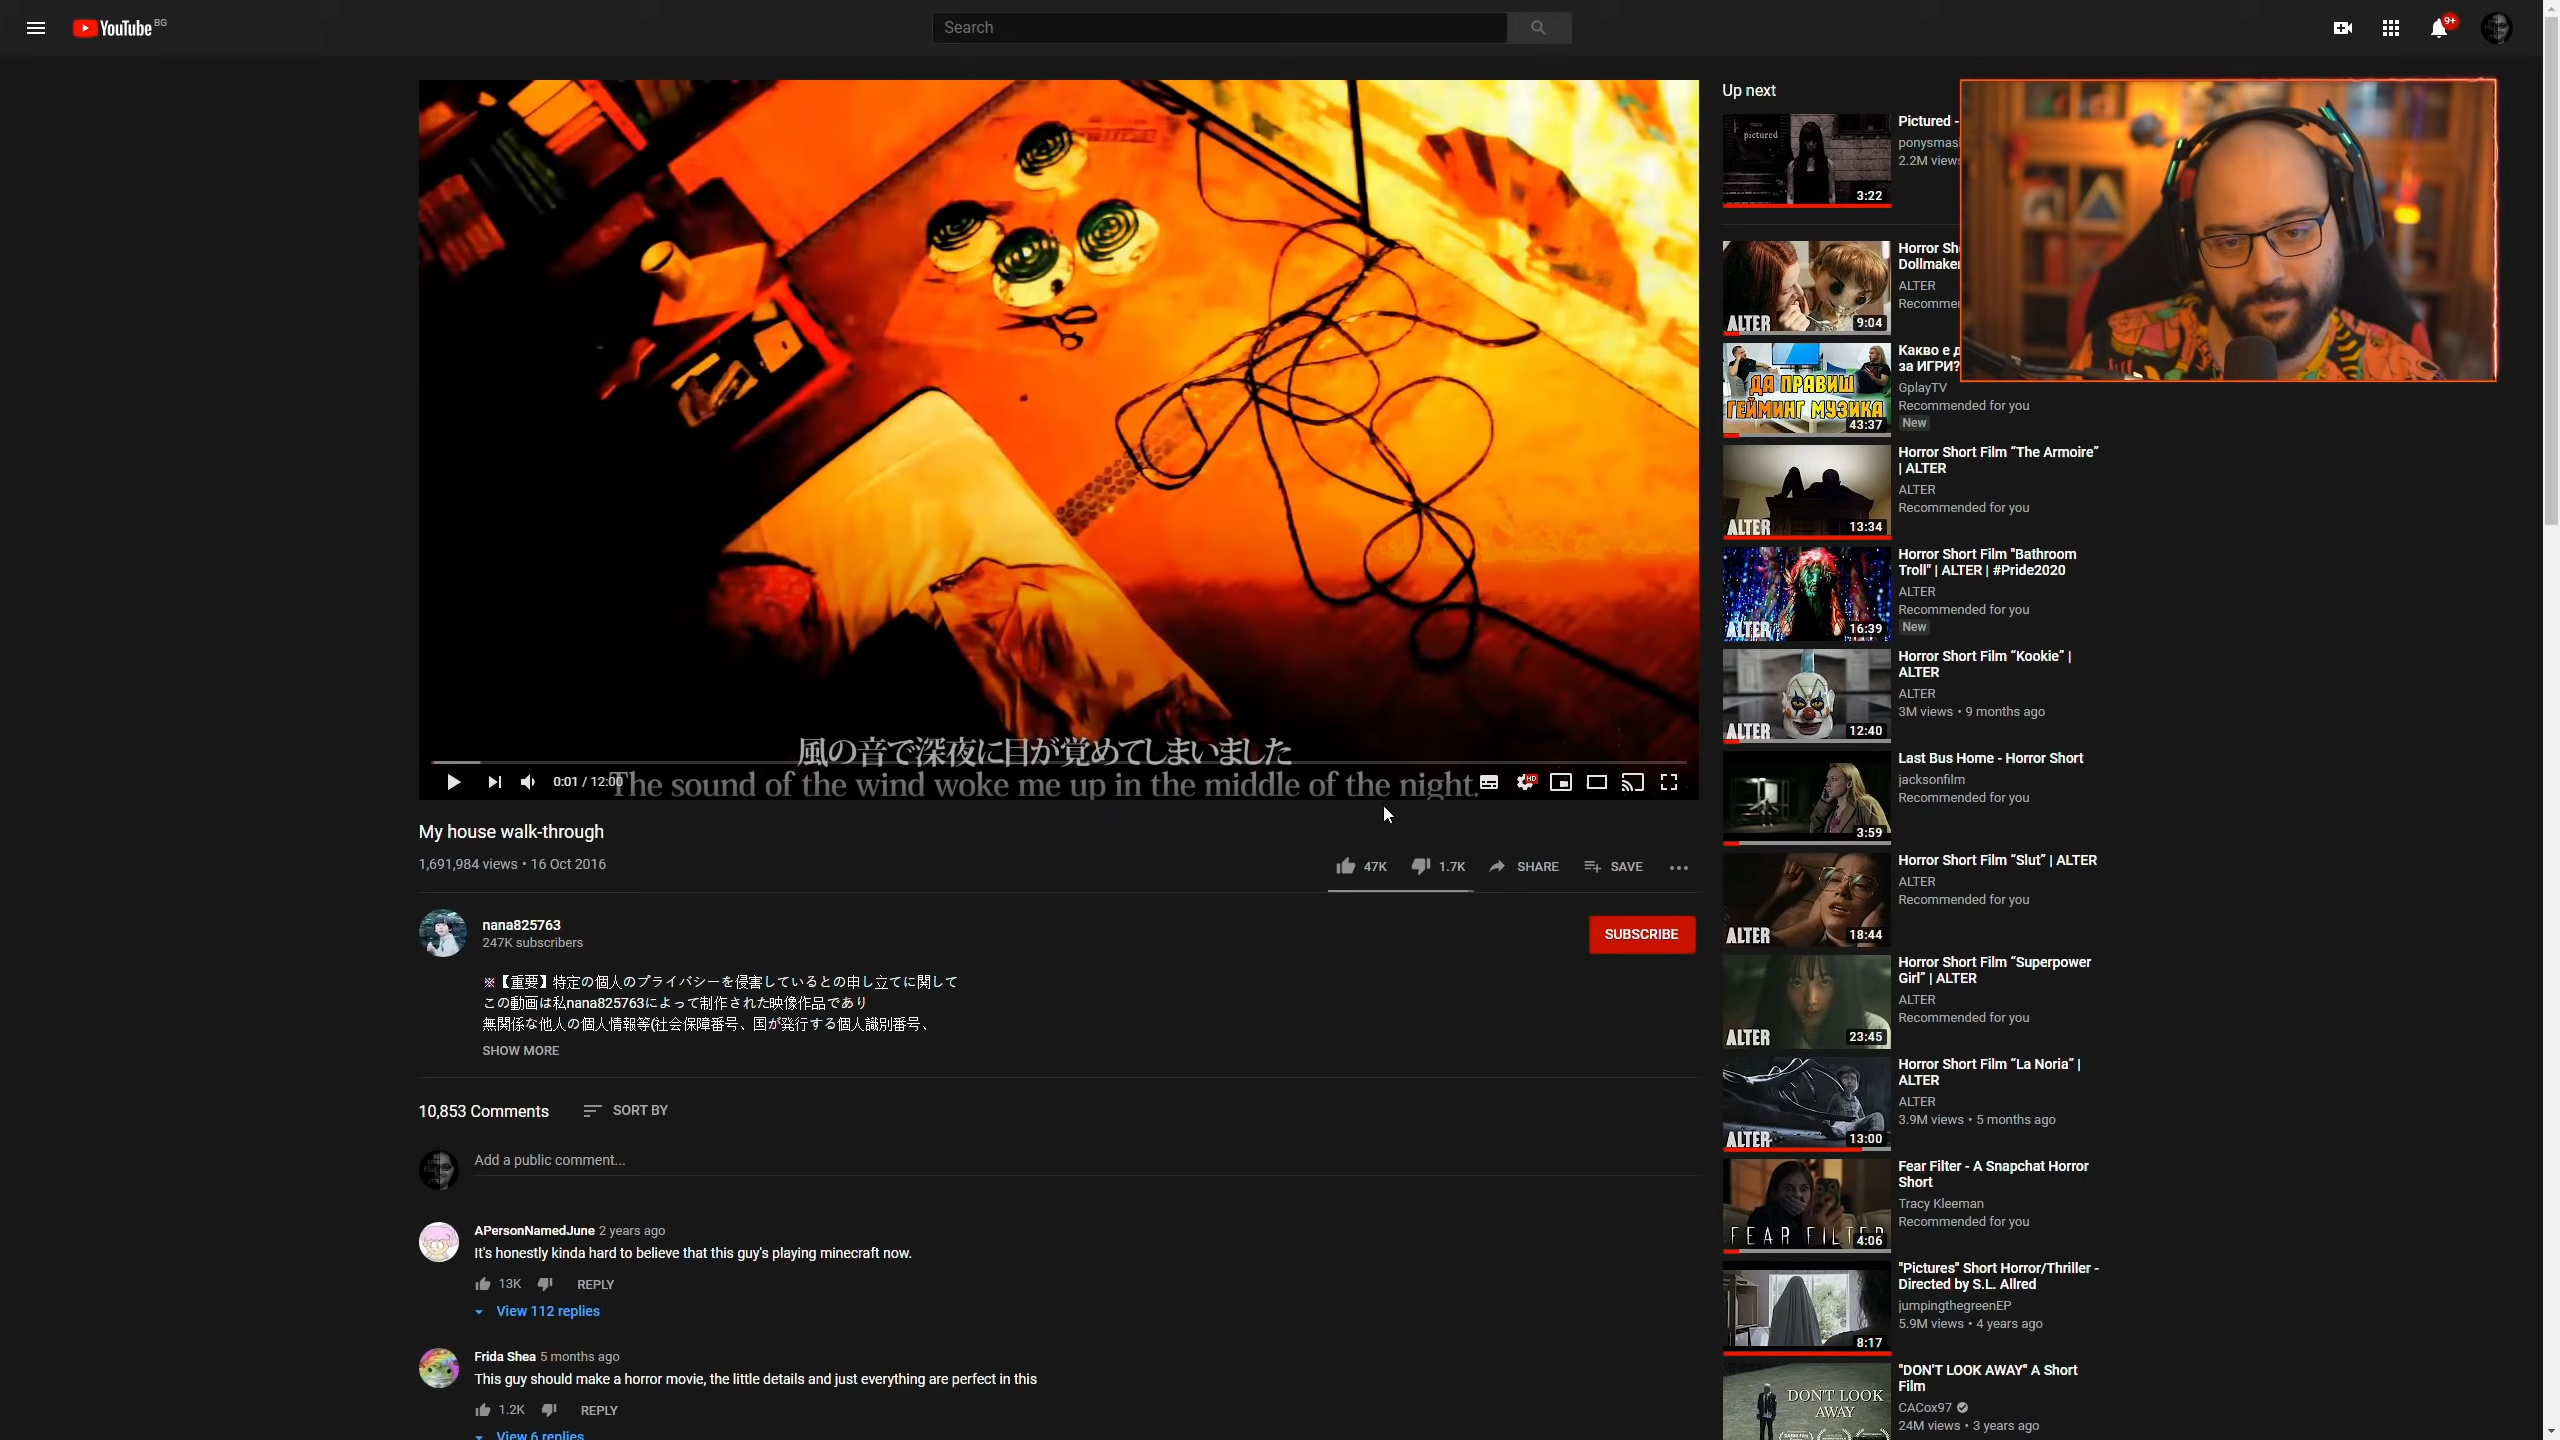 YouTube BG
Search
9+
風の音で深夜に目が覚めてしまいました
The sound of the wind woke me up in the middle of the night.
0:01 / 12:00
HD
My house walk-through
1,691,984 views • 16 Oct 2016
47K
1.7K
SHARE
SAVE
nana825763
247K subscribers
SUBSCRIBE
※【重要】特定の個人のプライバシーを侵害しているとの申し立てに関して
この動画は私nana825763によって制作された映像作品であり
無関係な他人の個人情報等(社会保障番号、国が発行する個人識別番号、
SHOW MORE
10,853 Comments
SORT BY
Add a public comment...
APersonNamedJune 2 years ago
It's honestly kinda hard to believe that this guy's playing minecraft now.
13K
REPLY
View 112 replies
Frida Shea 5 months ago
This guy should make a horror movie, the little details and just everything are perfect in this
1.2K
REPLY
View 6 replies
Up next
pictured
3:22
Pictured -
ponysmas
2.2M views
ALTER
9:04
Horror Sh
Dollmaker
ALTER
Recommen
ДА ПРАВИШ
ГЕЙМИНГ МУЗИКА
43:37
Какво е д
за ИГРИ?
GplayTV
Recommended for you
New
ALTER
13:34
Horror Short Film “The Armoire”
| ALTER
ALTER
Recommended for you
ALTER
16:39
Horror Short Film "Bathroom
Troll" | ALTER | #Pride2020
ALTER
Recommended for you
New
ALTER
12:40
Horror Short Film “Kookie” |
ALTER
ALTER
3M views • 9 months ago
3:59
Last Bus Home - Horror Short
jacksonfilm
Recommended for you
ALTER
18:44
Horror Short Film “Slut” | ALTER
ALTER
Recommended for you
ALTER
23:45
Horror Short Film “Superpower
Girl” | ALTER
ALTER
Recommended for you
ALTER
13:00
Horror Short Film “La Noria” |
ALTER
ALTER
3.9M views • 5 months ago
FEAR FILTER
4:06
Fear Filter - A Snapchat Horror
Short
Tracy Kleeman
Recommended for you
8:17
"Pictures" Short Horror/Thriller -
Directed by S.L. Allred
jumpingthegreenEP
5.9M views • 4 years ago
DON'T LOOK
AWAY
"DON'T LOOK AWAY" A Short
Film
CACox97
24M views • 3 years ago